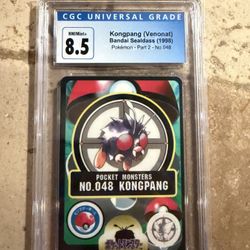 CGC UNIVERSAL GRADE
NM/Mint+
8.5
Kongpang (Venonat)
Bandai Sealdass (1998)
Pokémon - Part 2 - No.048
POCKET MONSTERS
NO.048 KONGPANG